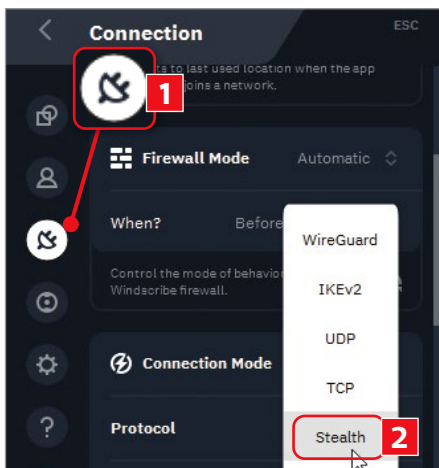 Connection
ESC
to last used location when the app
joins a network.
1
Firewall Mode
Automatic
When?
Before
Control the mode of behavior
Windscribe firewall.
Connection Mode
Protocol
WireGuard
IKEv2
UDP
TCP
Stealth
2
?